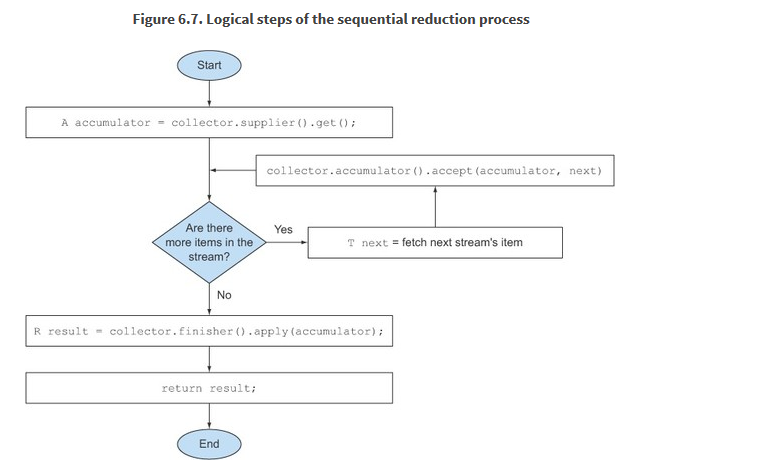 Figure 6.7. Logical steps of the sequential reduction process
Start
A accumulator = collector.supplier().get();
collector.accumulator().accept(accumulator, next)
Are there
more items in the
stream?
Yes
T next = fetch next stream's item
No
R result = collector.finisher().apply(accumulator);
return result;
End